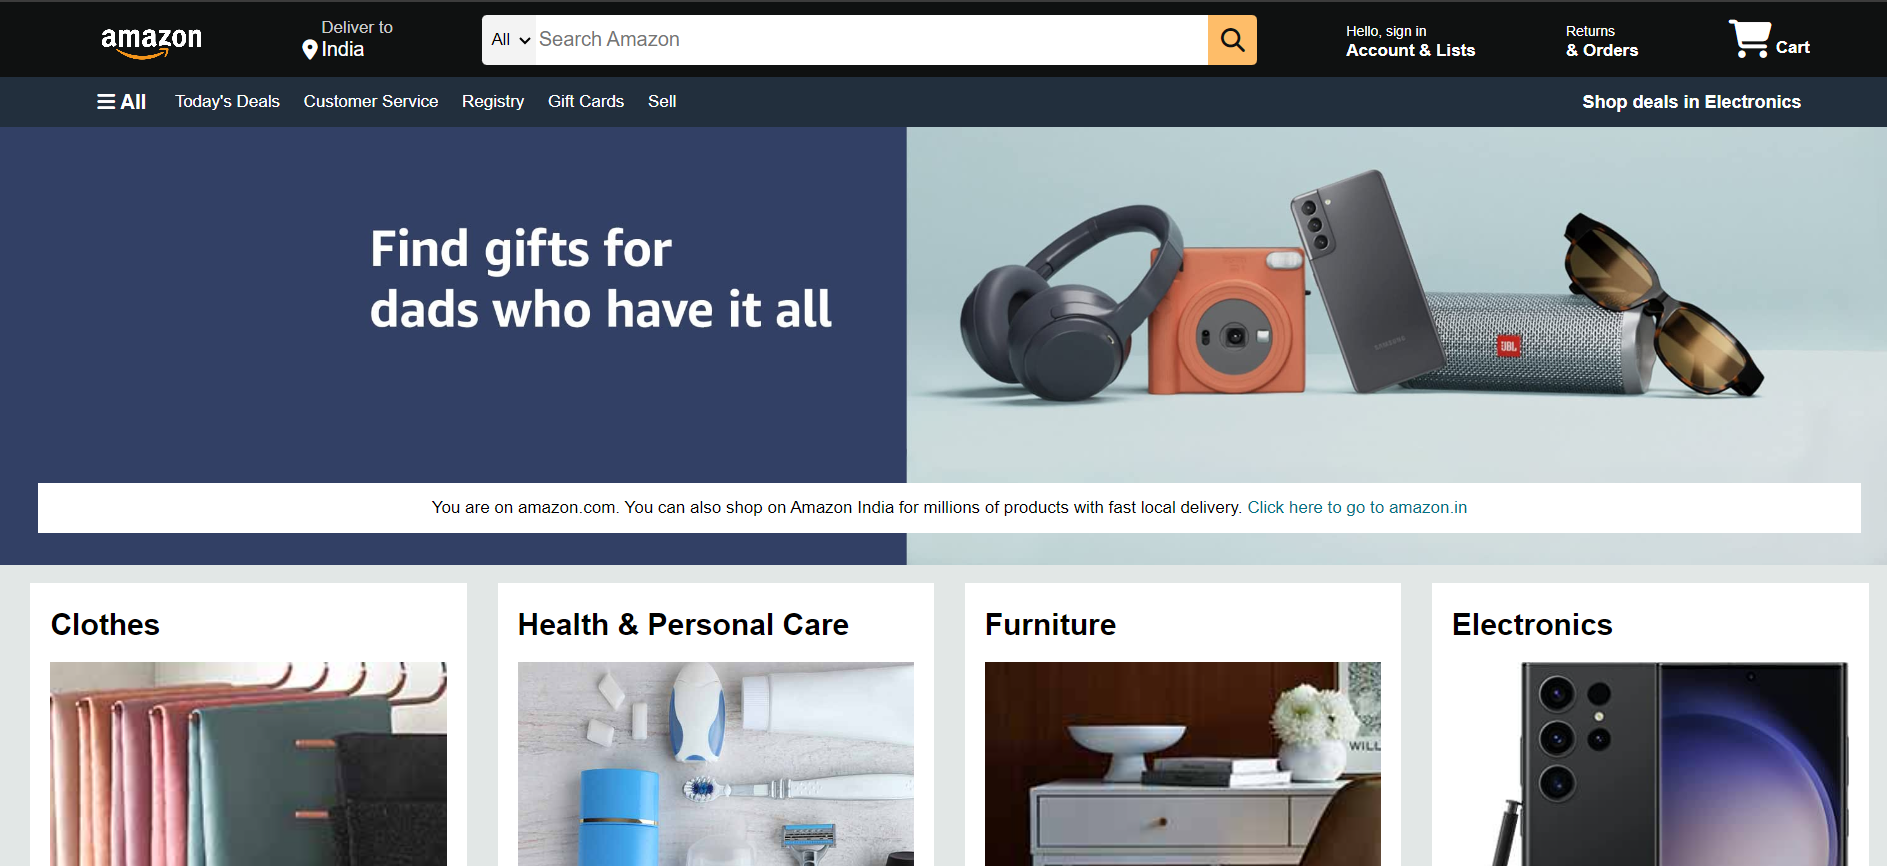 amazon
Deliver to
India
All
Search Amazon
Hello, sign in
Account & Lists
Returns
& Orders
Cart
All
Today's Deals
Customer Service
Registry
Gift Cards
Sell
Shop deals in Electronics
Find gifts for
dads who have it all
SAMSUNG
JBL
You are on amazon.com. You can also shop on Amazon India for millions of products with fast local delivery. Click here to go to amazon.in
Clothes
Health & Personal Care
Furniture
Electronics
WILL